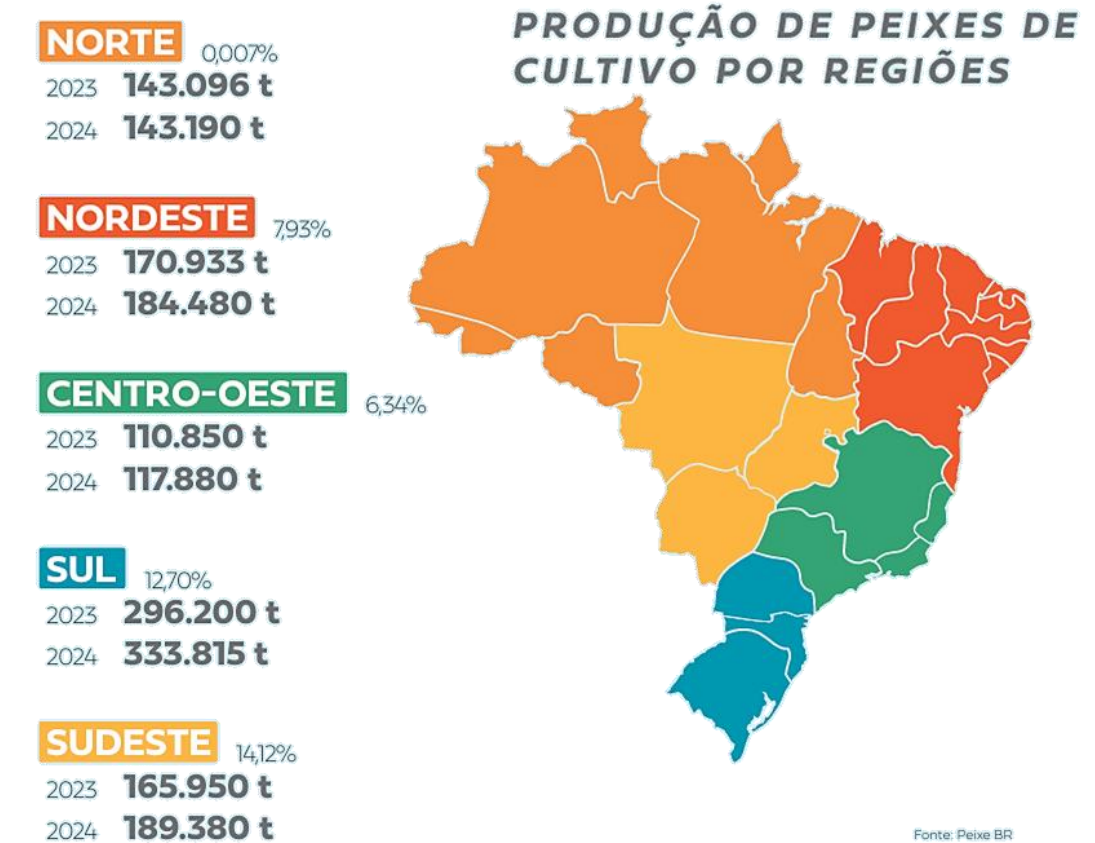 PRODUÇÃO DE PEIXES DE
CULTIVO POR REGIÕES
NORTE 0,007%
2023 143.096 t
2024 143.190 t
NORDESTE 7,93%
2023 170.933 t
2024 184.480 t
CENTRO-OESTE 6,34%
2023 110.850 t
2024 117.880 t
SUL 12,70%
2023 296.200 t
2024 333.815 t
SUDESTE 14,12%
2023 165.950 t
2024 189.380 t
Fonte: Peixe BR